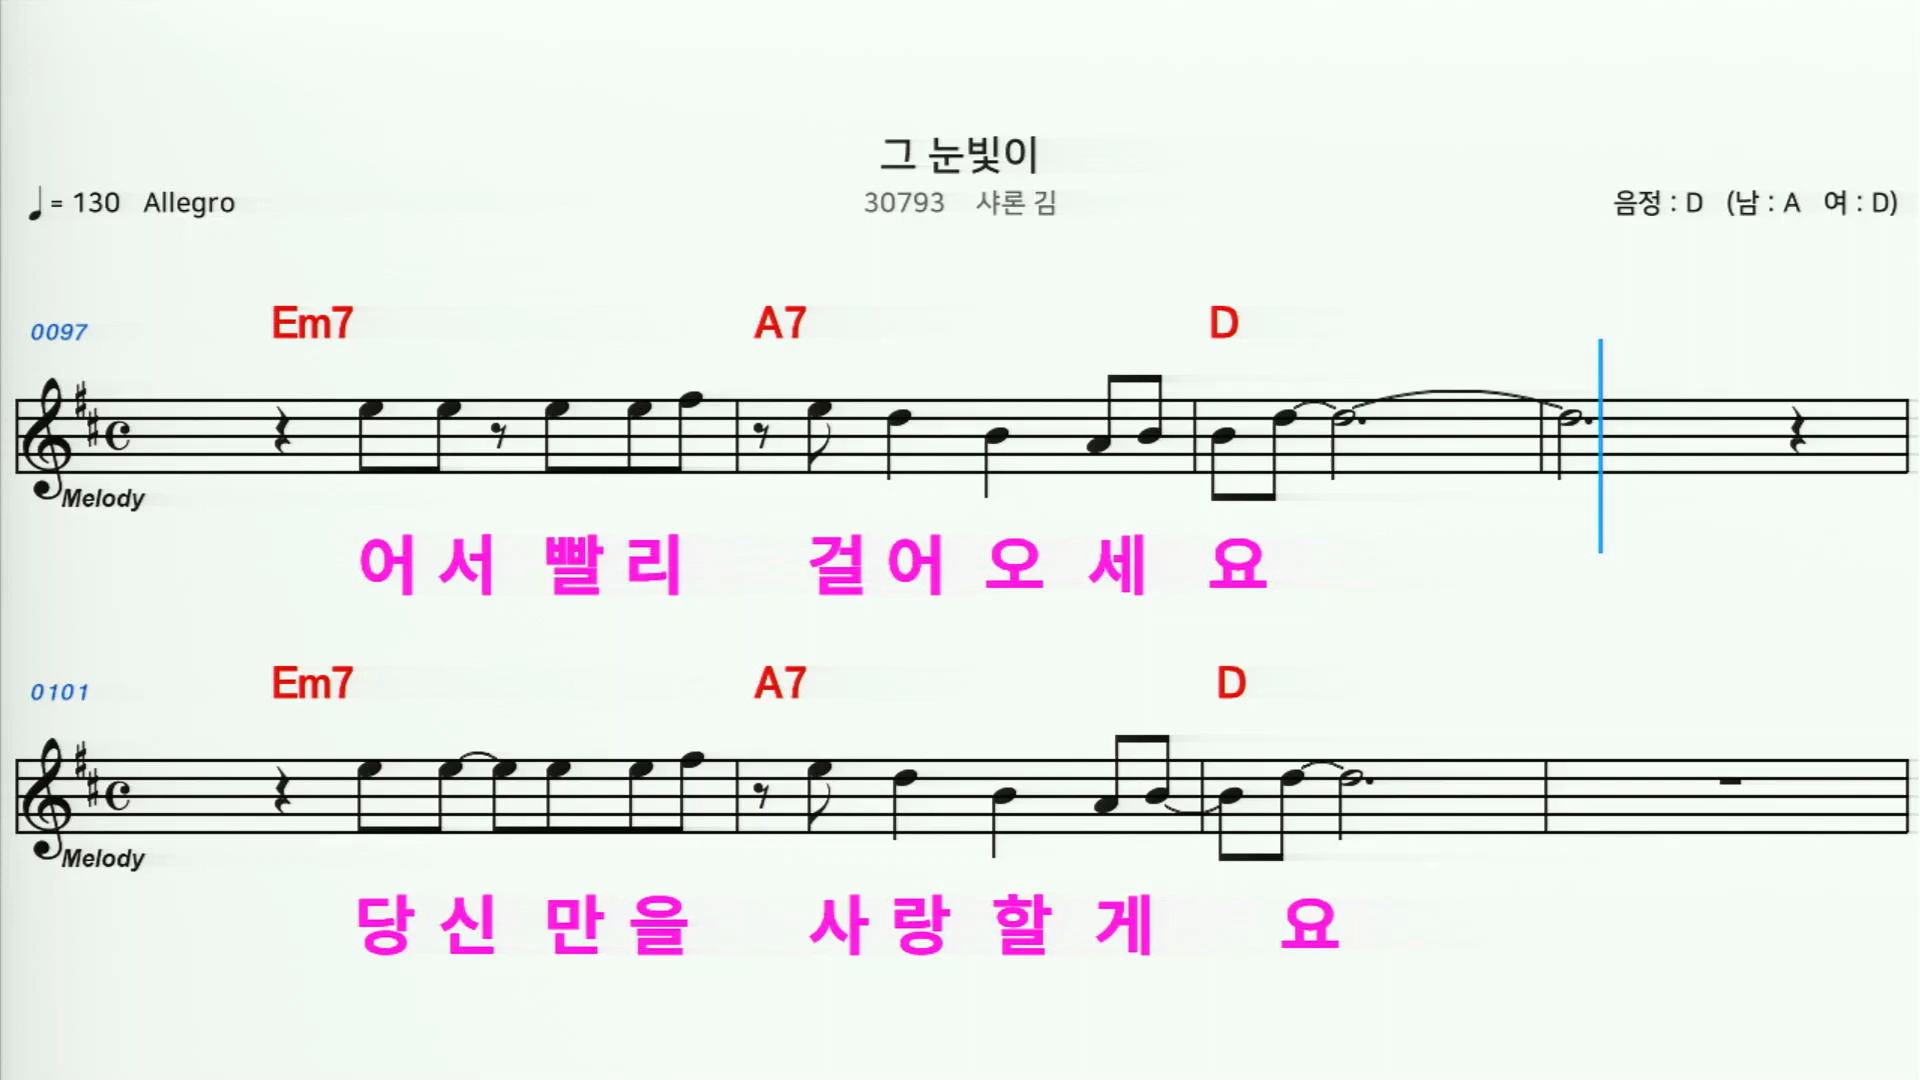 그 눈빛이
♩= 130 Allegro
30793 샤론 김
음정 : D (남 : A 여 : D)
0097
Em7 A7 D
Melody
어서 빨리 걸어오세요
0101
Em7 A7 D
Melody
당신만을 사랑할게 요